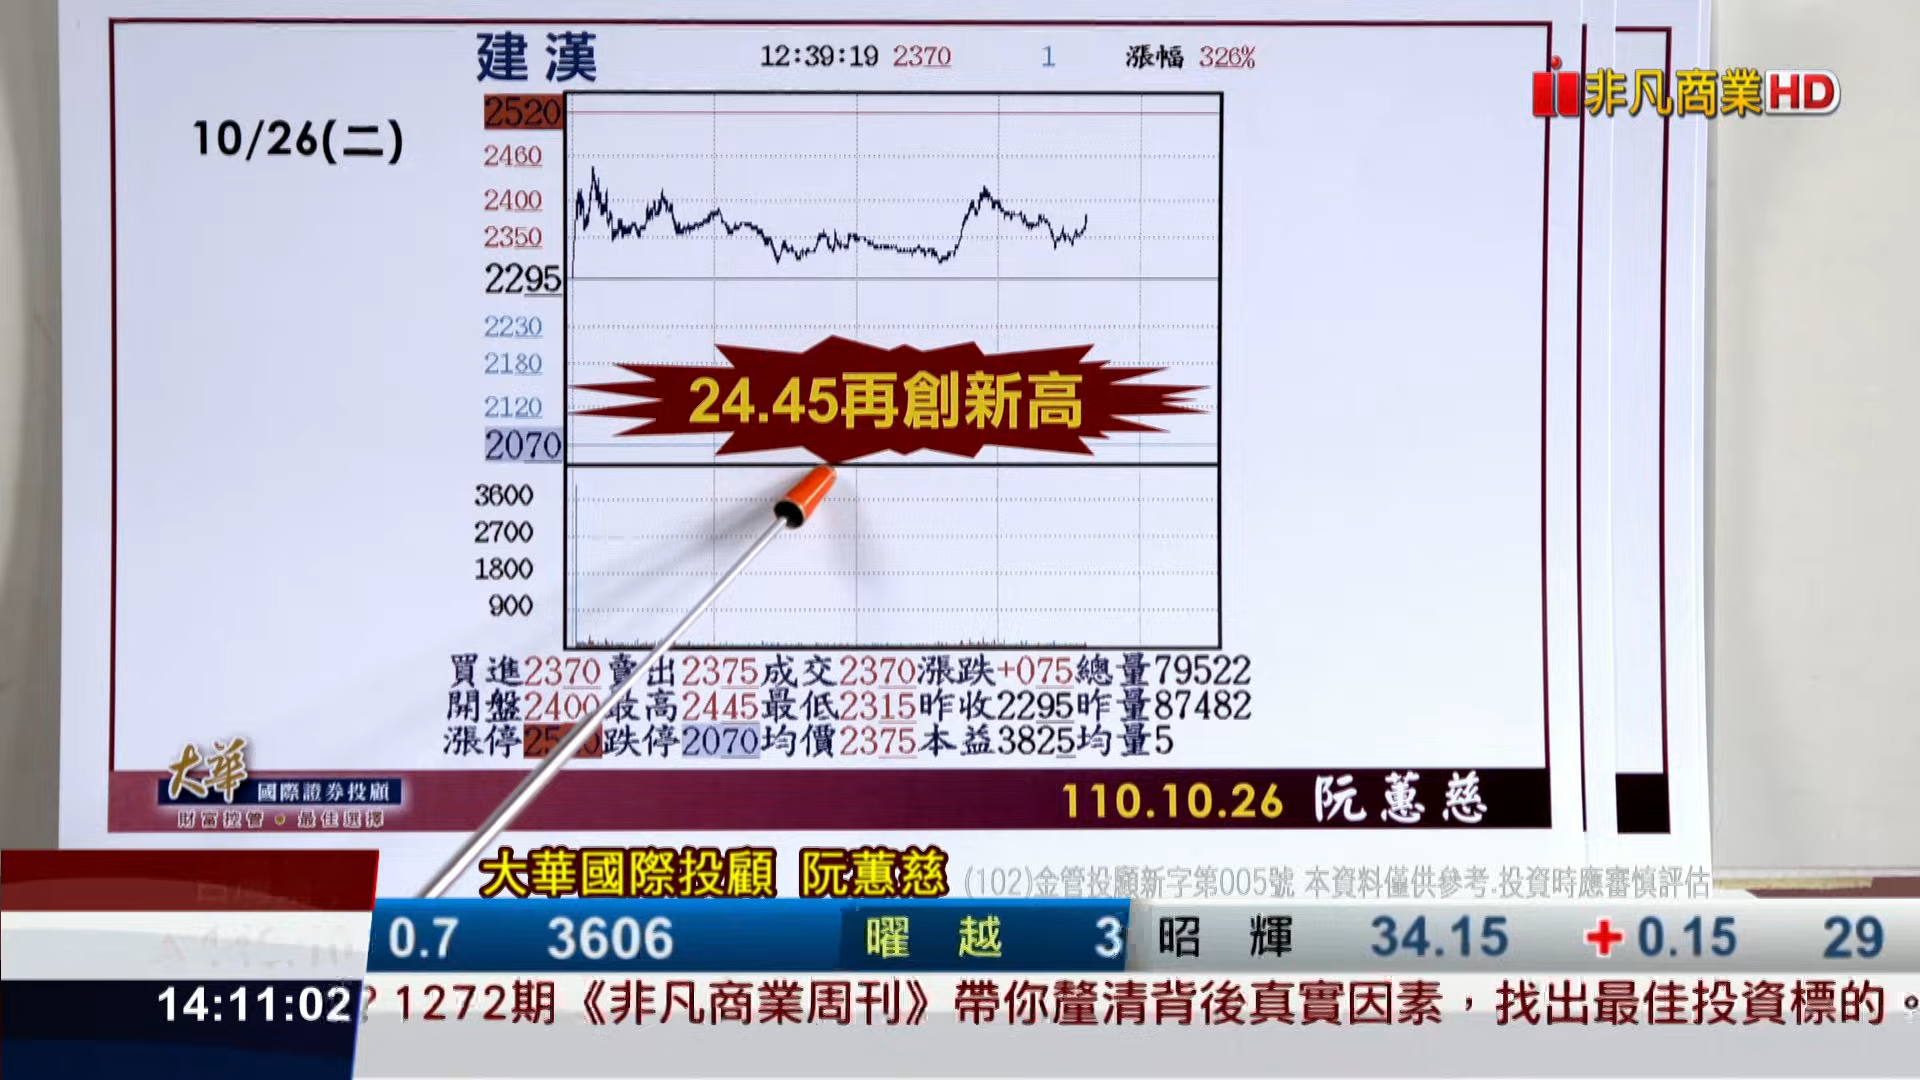 建漢 12:39:19 2370 1 漲幅 326%
非凡商業HD
10/26(二)
2520
2460
2400
2350
2295
2230
2180
2120
2070
24.45再創新高
3600
2700
1800
900
買進2370 賣出2375成交2370漲跌+075總量79522
開盤2400最高2445最低2315昨收2295昨量87482
漲停 跌停2070均價2375本益3825均量5
大華國際證券投顧
財富控管・最佳選擇
110.10.26 阮蕙慈
大華國際投顧 阮蕙慈 (102)金管投顧新字第005號 本資料僅供參考.投資時應審慎評估
0.7 3606 曜越 3 昭輝 34.15 + 0.15 29
14:11:02 ? 1272期《非凡商業周刊》帶你釐清背後真實因素，找出最佳投資標的。